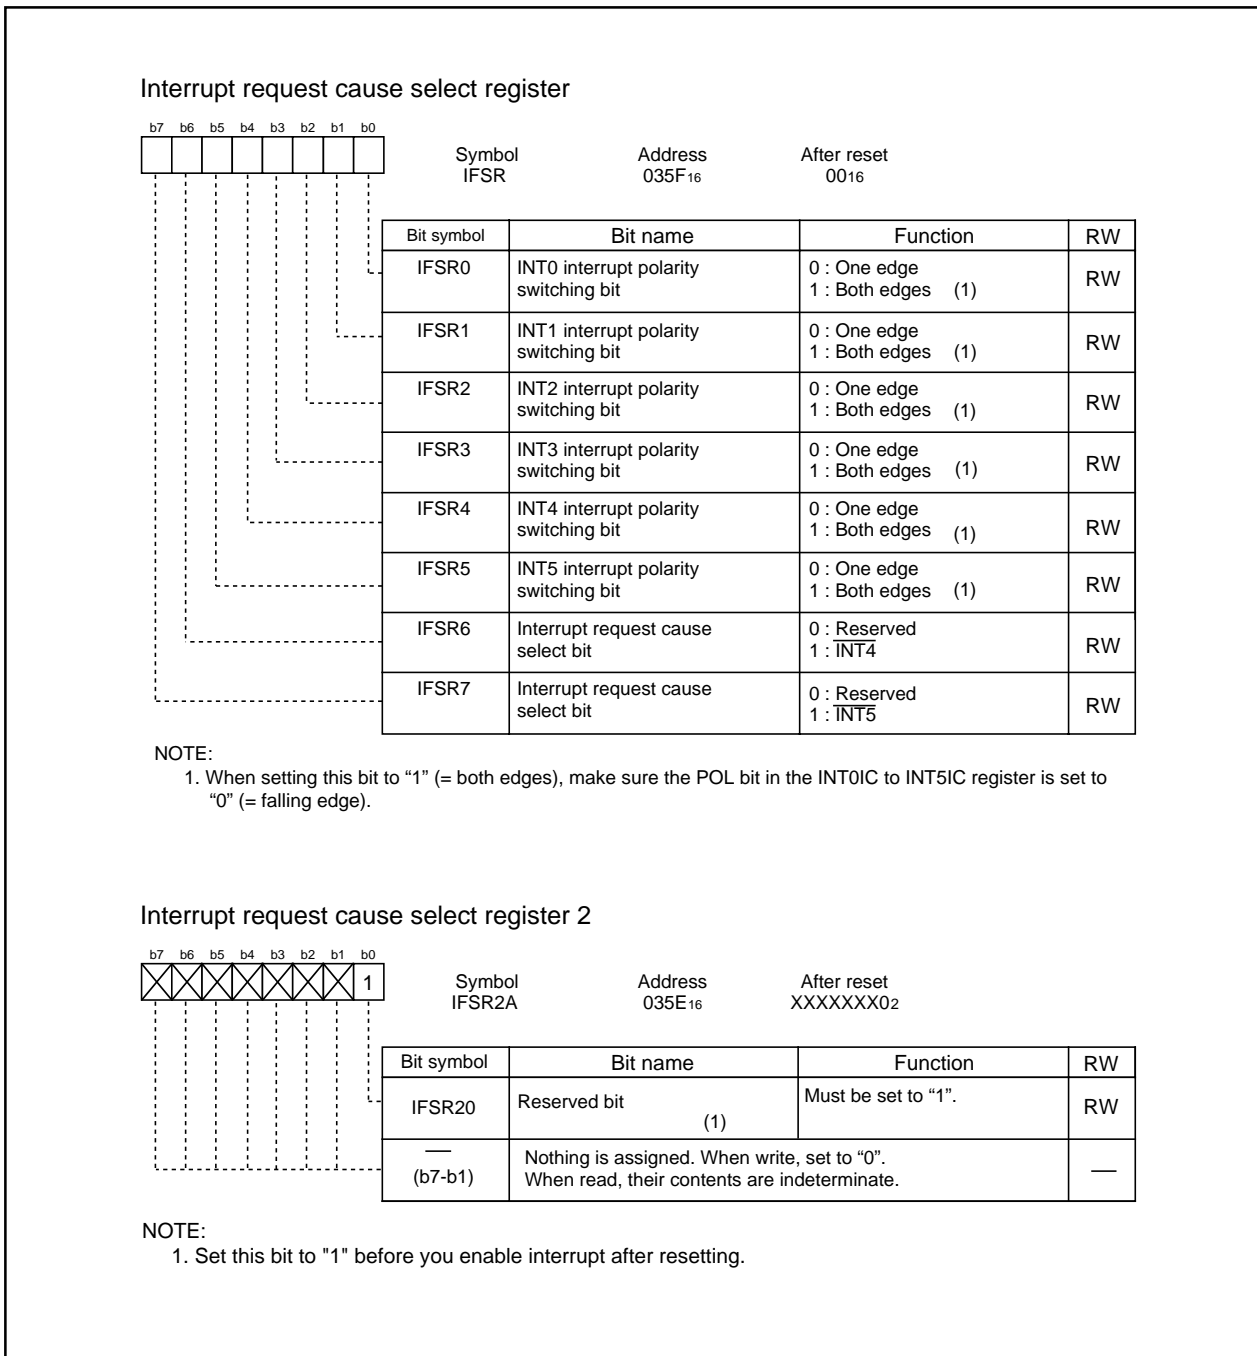 Interrupt request cause select register
b7 b6 b5 b4 b3 b2 b1 b0
Symbol Address After reset
IFSR 035F16 0016
Bit symbol Bit name Function RW
IFSR0 INT0 interrupt polarity switching bit 0 : One edge 1 : Both edges (1) RW
IFSR1 INT1 interrupt polarity switching bit 0 : One edge 1 : Both edges (1) RW
IFSR2 INT2 interrupt polarity switching bit 0 : One edge 1 : Both edges (1) RW
IFSR3 INT3 interrupt polarity switching bit 0 : One edge 1 : Both edges (1) RW
IFSR4 INT4 interrupt polarity switching bit 0 : One edge 1 : Both edges (1) RW
IFSR5 INT5 interrupt polarity switching bit 0 : One edge 1 : Both edges (1) RW
IFSR6 Interrupt request cause select bit 0 : Reserved 1 : INT4 RW
IFSR7 Interrupt request cause select bit 0 : Reserved 1 : INT5 RW
NOTE:
1. When setting this bit to “1” (= both edges), make sure the POL bit in the INT0IC to INT5IC register is set to
“0” (= falling edge).
Interrupt request cause select register 2
b7 b6 b5 b4 b3 b2 b1 b0
1
Symbol Address After reset
IFSR2A 035E16 XXXXXXX02
Bit symbol Bit name Function RW
IFSR20 Reserved bit (1) Must be set to “1”. RW
— (b7-b1) Nothing is assigned. When write, set to “0”. —
When read, their contents are indeterminate.
NOTE:
1. Set this bit to "1" before you enable interrupt after resetting.